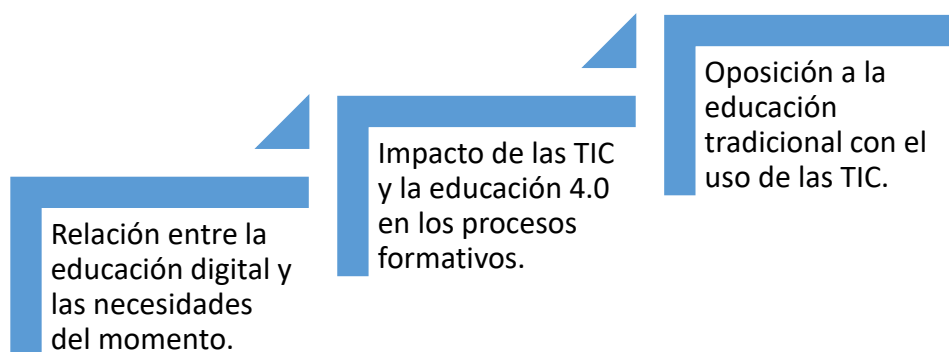 Relación entre la
educación digital y
las necesidades
del momento.
Impacto de las TIC
y la educación 4.0
en los procesos
formativos.
Oposición a la
educación
tradicional con el
uso de las TIC.